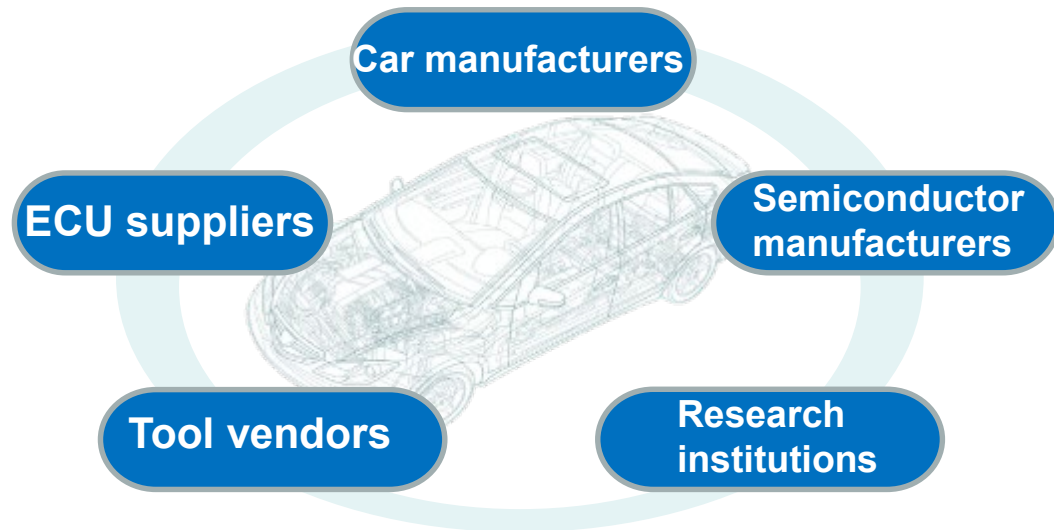 Car manufacturers
ECU suppliers
Semiconductor
manufacturers
Tool vendors
Research
institutions